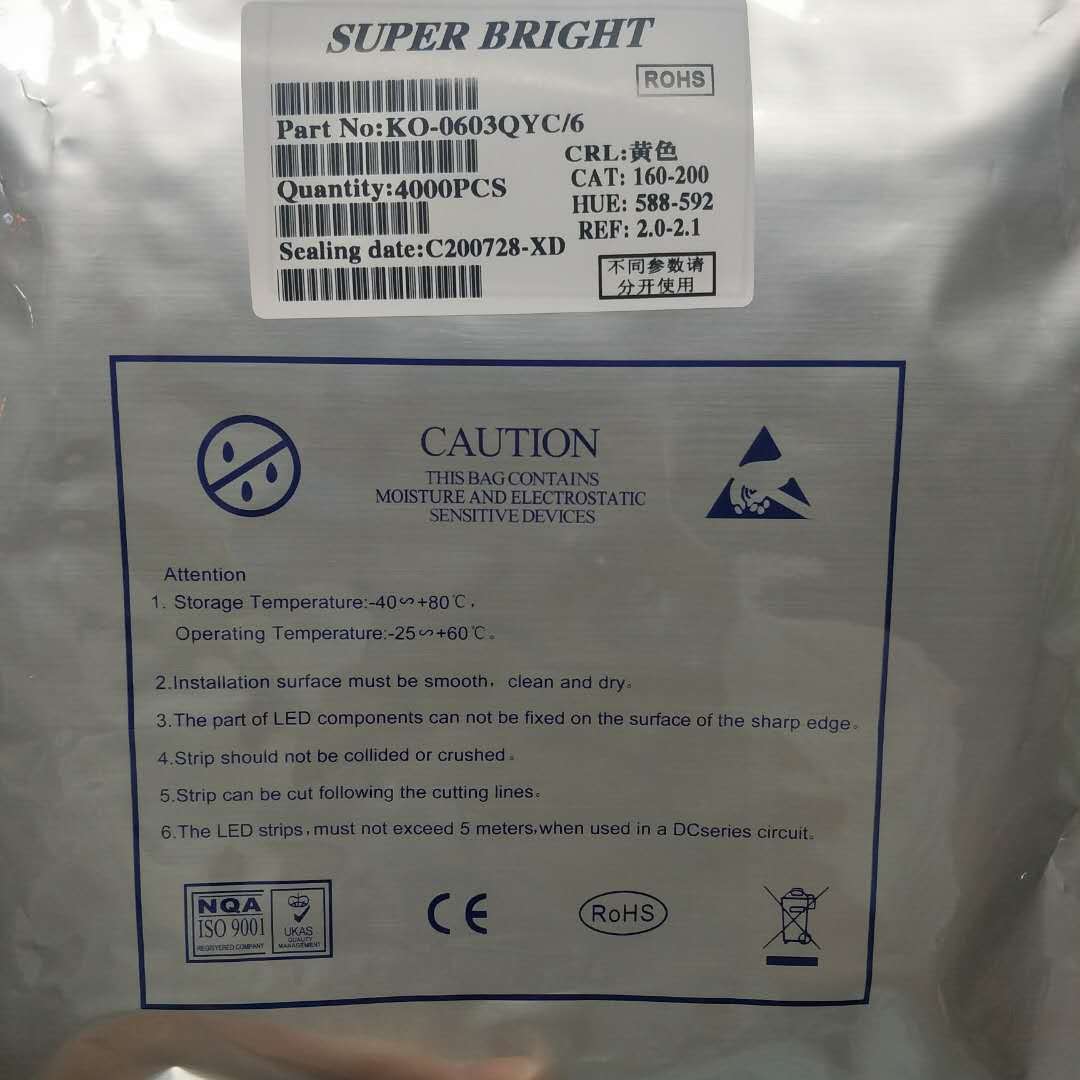 SUPER BRIGHT
ROHS
Part No:KO-0603QYC/6
CRL:黄色
Quantity:4000PCS
CAT: 160-200
HUE: 588-592
REF: 2.0-2.1
Sealing date:C200728-XD
不同参数请
分开使用
CAUTION
THIS BAG CONTAINS
MOISTURE AND ELECTROSTATIC
SENSITIVE DEVICES
Attention
1. Storage Temperature:-40∽+80℃,
Operating Temperature:-25∽+60℃。
2.Installation surface must be smooth, clean and dry。
3.The part of LED components can not be fixed on the surface of the sharp edge。
4.Strip should not be collided or crushed。
5.Strip can be cut following the cutting lines。
6.The LED strips,must not exceed 5 meters,when used in a DCseries circuit。
NQA
ISO 9001
REGISTERED COMPANY
UKAS
QUALITY
MANAGEMENT
CE
RoHS